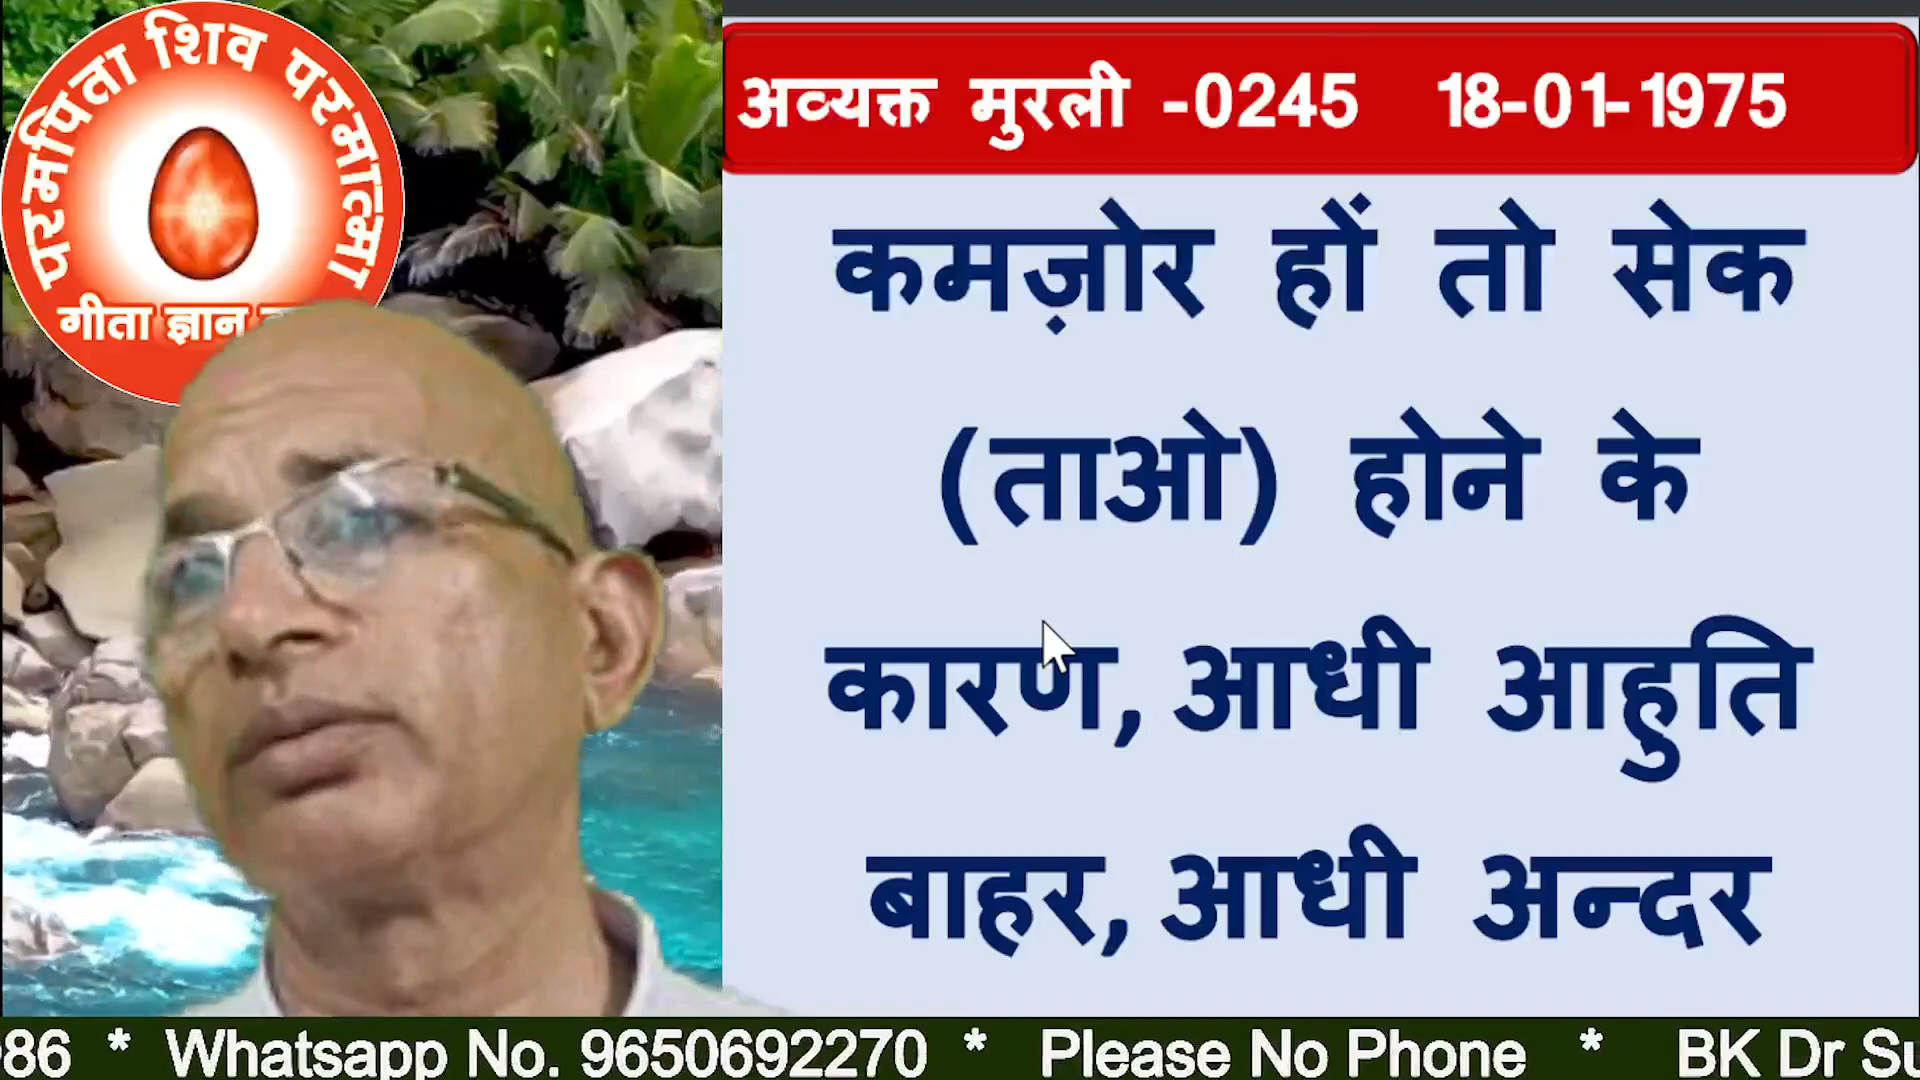 परमपिता शिव परमात्मा
गीता ज्ञान
अव्यक्त मुरली -0245 18-01-1975
कमज़ोर हों तो सेक
(ताओ) होने के
कारण, आधी आहुति
बाहर, आधी अन्दर
986 * Whatsapp No. 9650692270 * Please No Phone * BK Dr Su